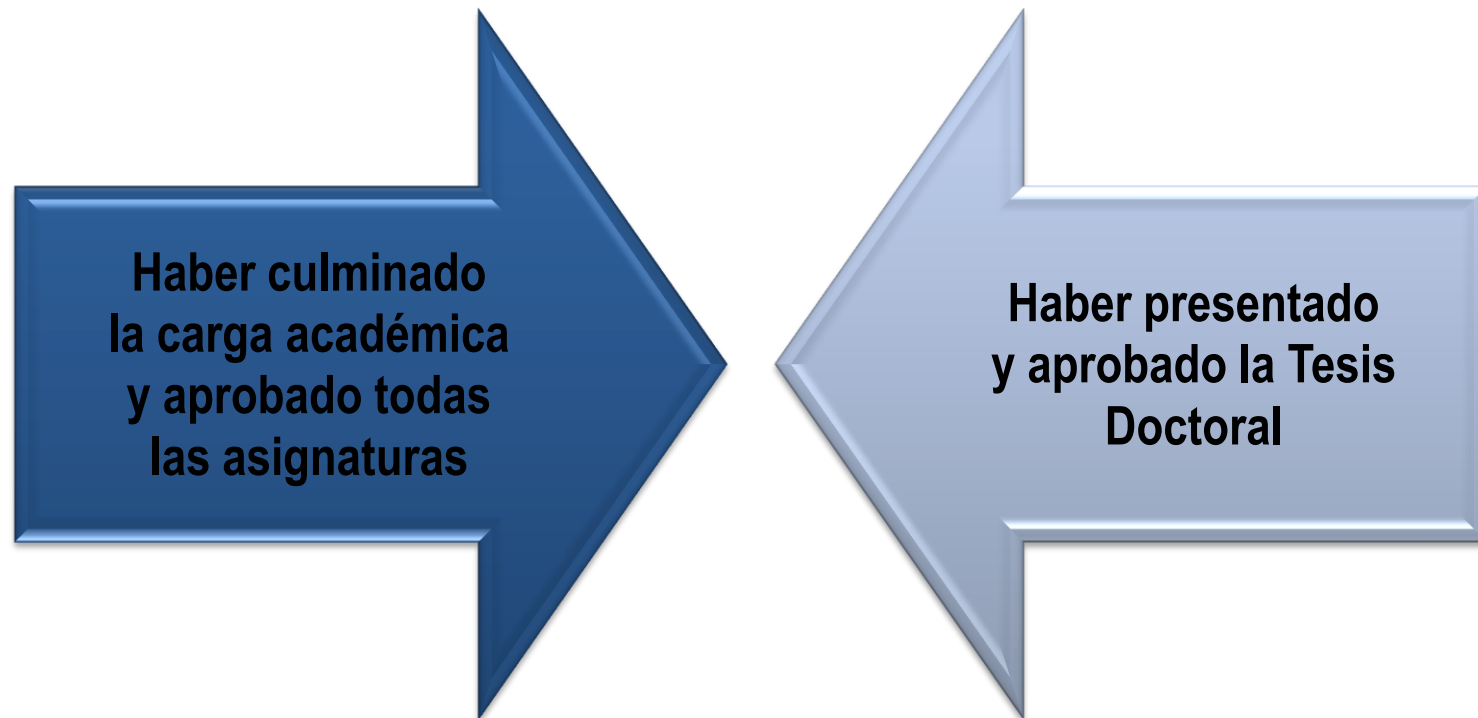 Haber culminado
la carga académica
y aprobado todas
las asignaturas
Haber presentado
y aprobado la Tesis
Doctoral